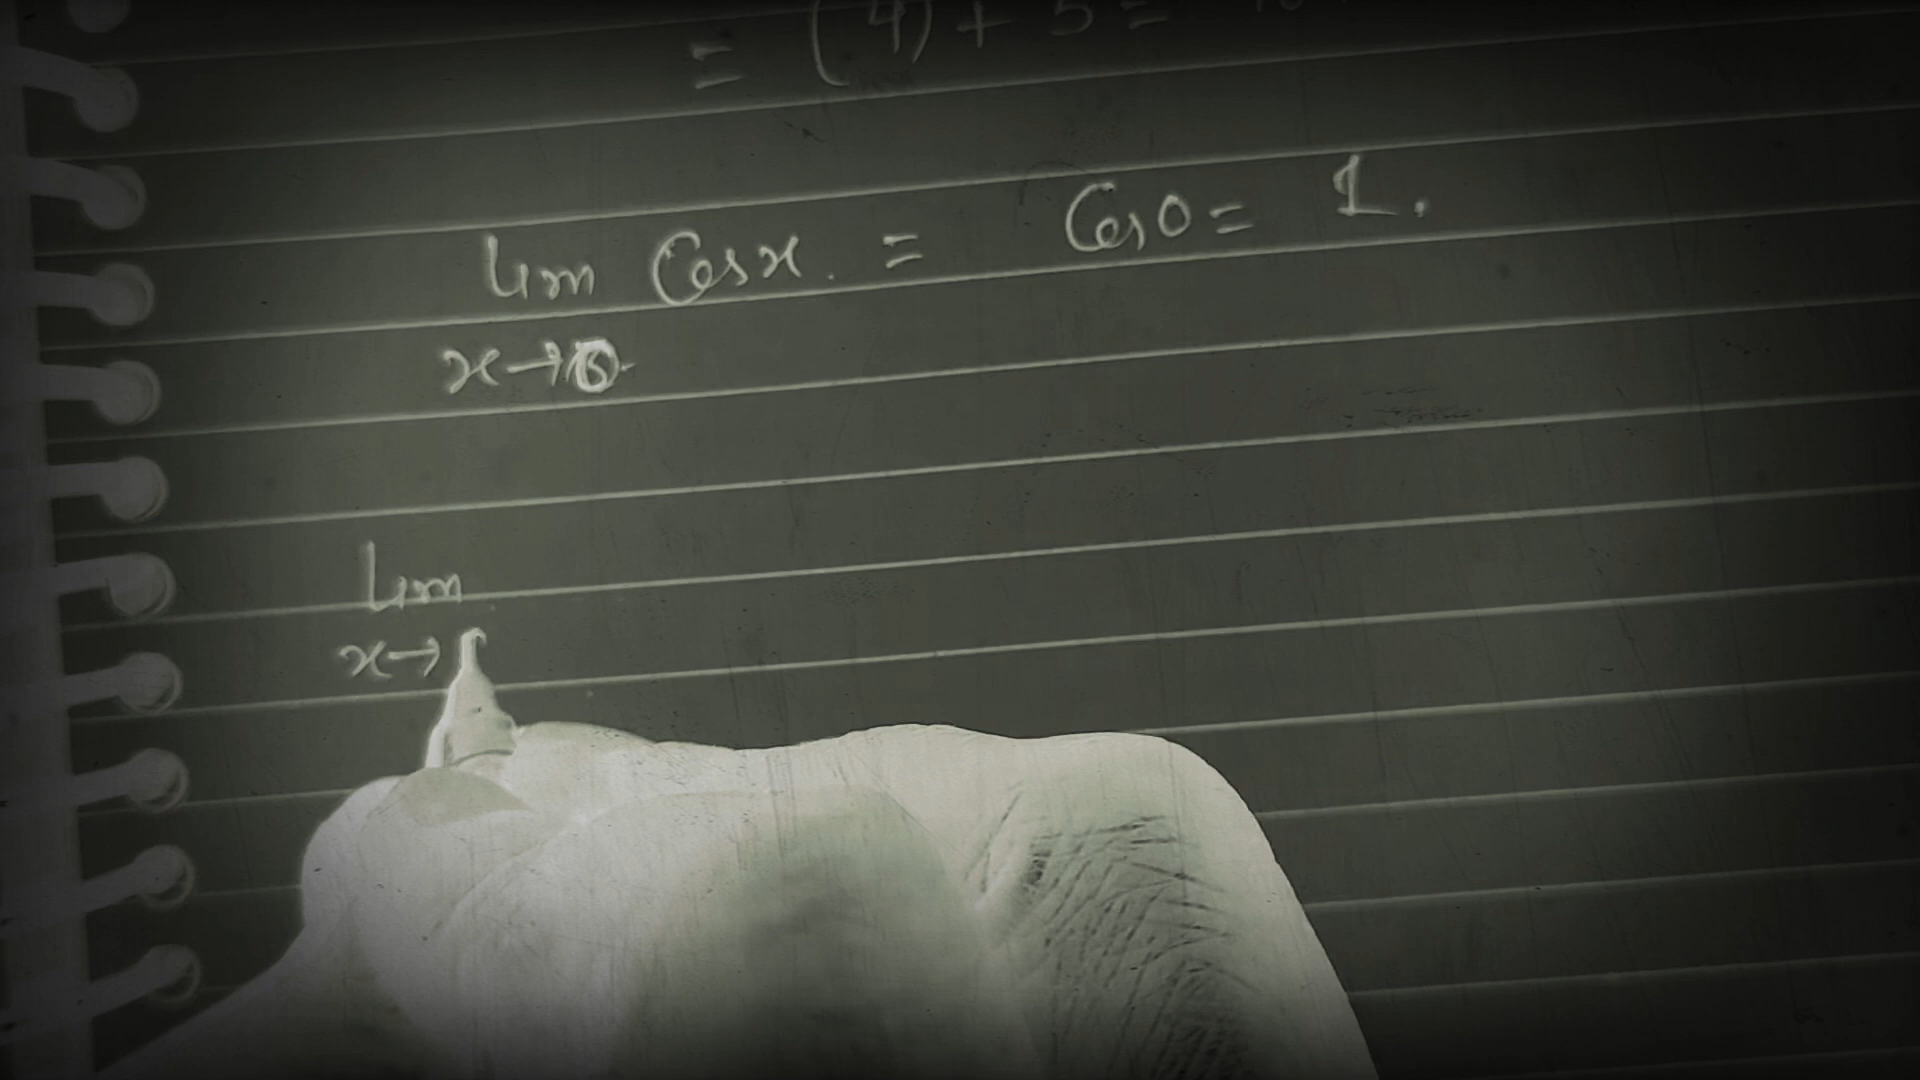 = (4) + 5 =
lim Cosx. = Cos0 = 1.
x→0
Lim
x→